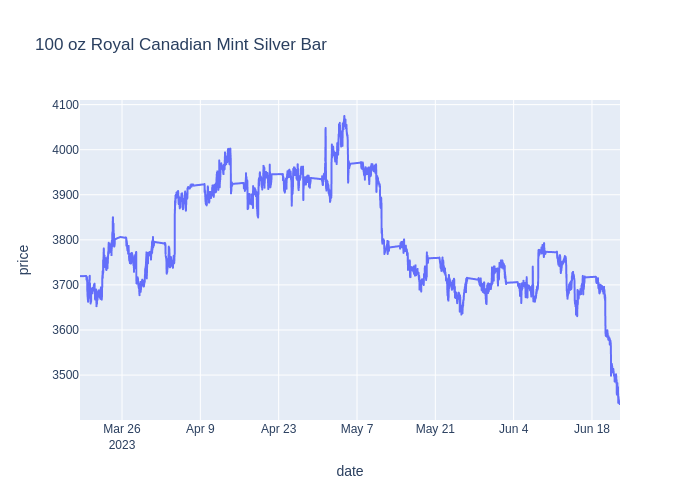 100 oz Royal Canadian Mint Silver Bar
4100
4000
3900
3800
3700
3600
3500
price
Mar 26
2023
Apr 9
Apr 23
May 7
May 21
Jun 4
Jun 18
date